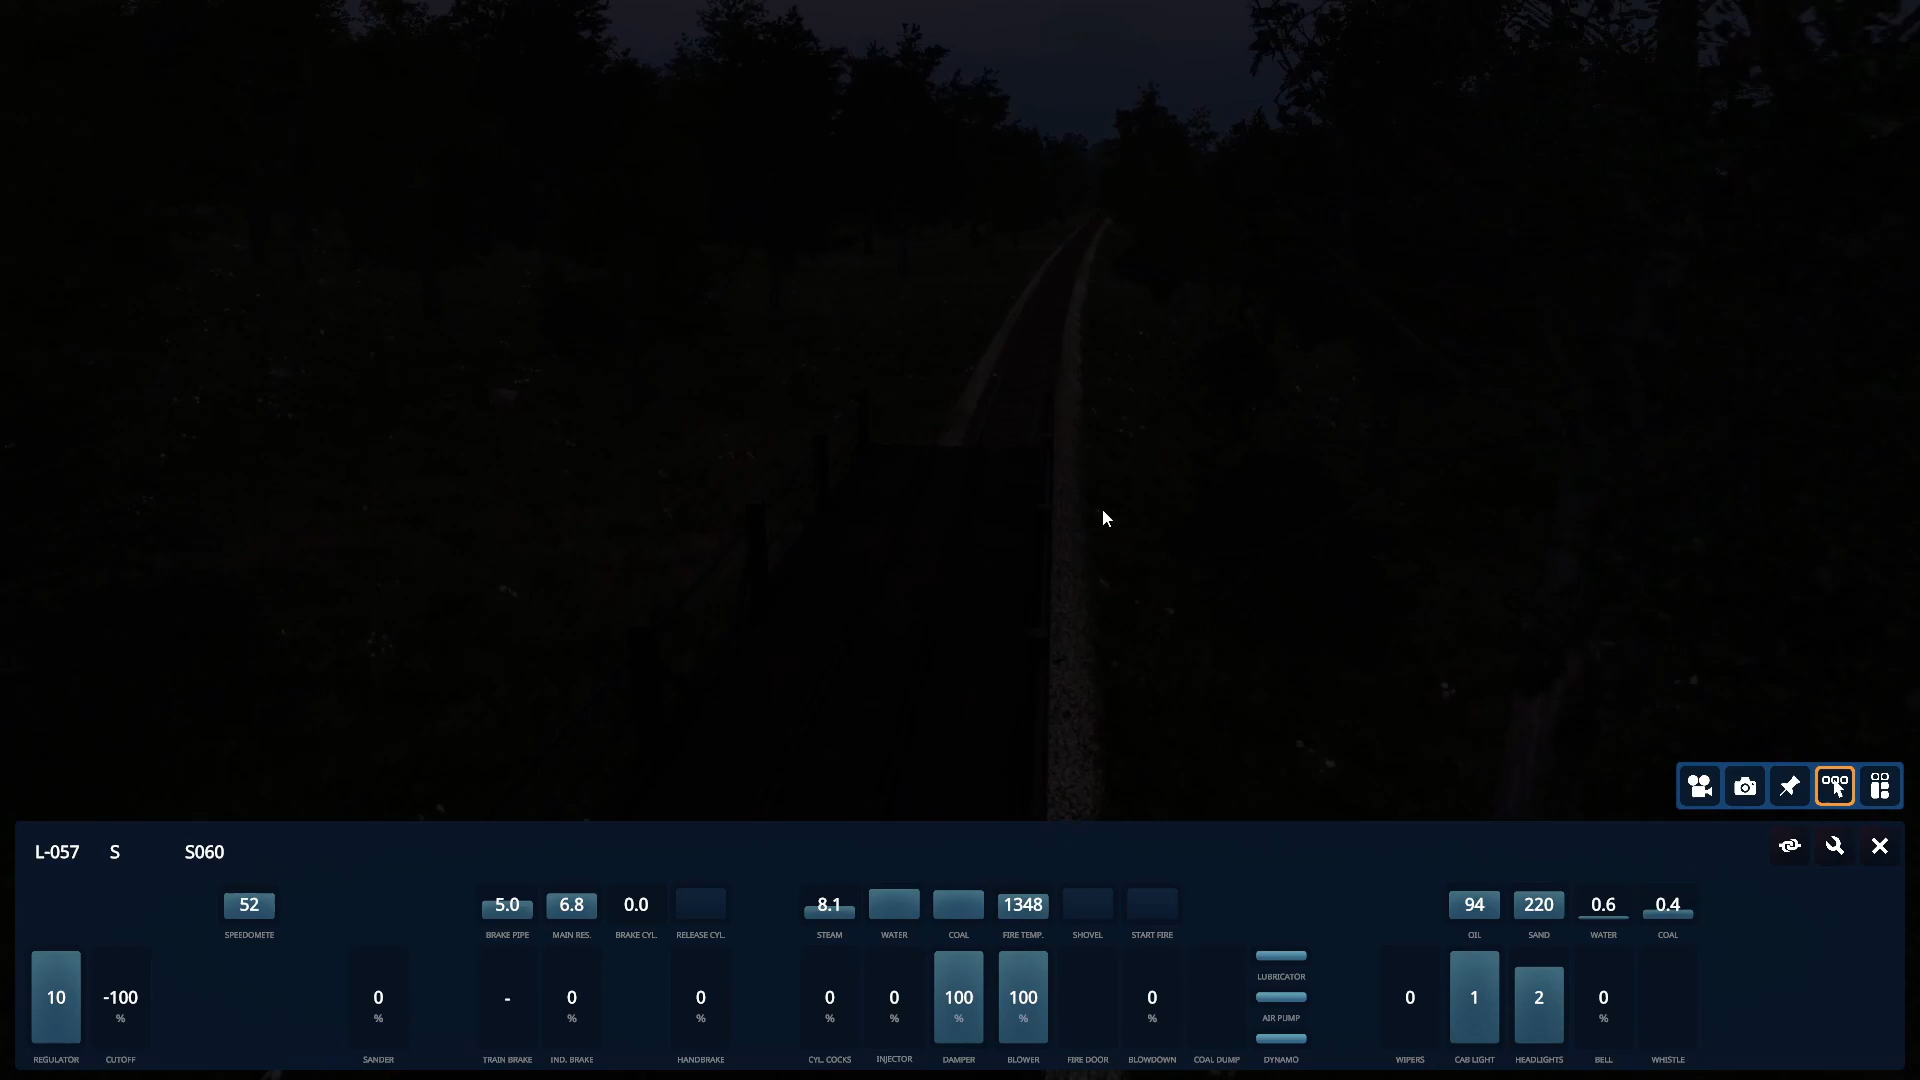 L-057 S S060
52 5.0 6.8 0.0 8.1 1348 94 220 0.6 0.4
SPEEDOMETE BRAKE PIPE MAIN RES. BRAKE CYL. RELEASE CYL. STEAM WATER COAL FIRE TEMP. SHOVEL START FIRE OIL SAND WATER COAL
LUBRICATOR
10 -100 0 - 0 0 0 0 100 100 0 0 1 2 0
% % % % % % % % % %
AIR PUMP
REGULATOR CUTOFF SANDER TRAIN BRAKE IND. BRAKE HANDBRAKE CYL. COCKS INJECTOR DAMPER BLOWER FIRE DOOR BLOWDOWN COAL DUMP DYNAMO WIPERS CAB LIGHT HEADLIGHTS BELL WHISTLE